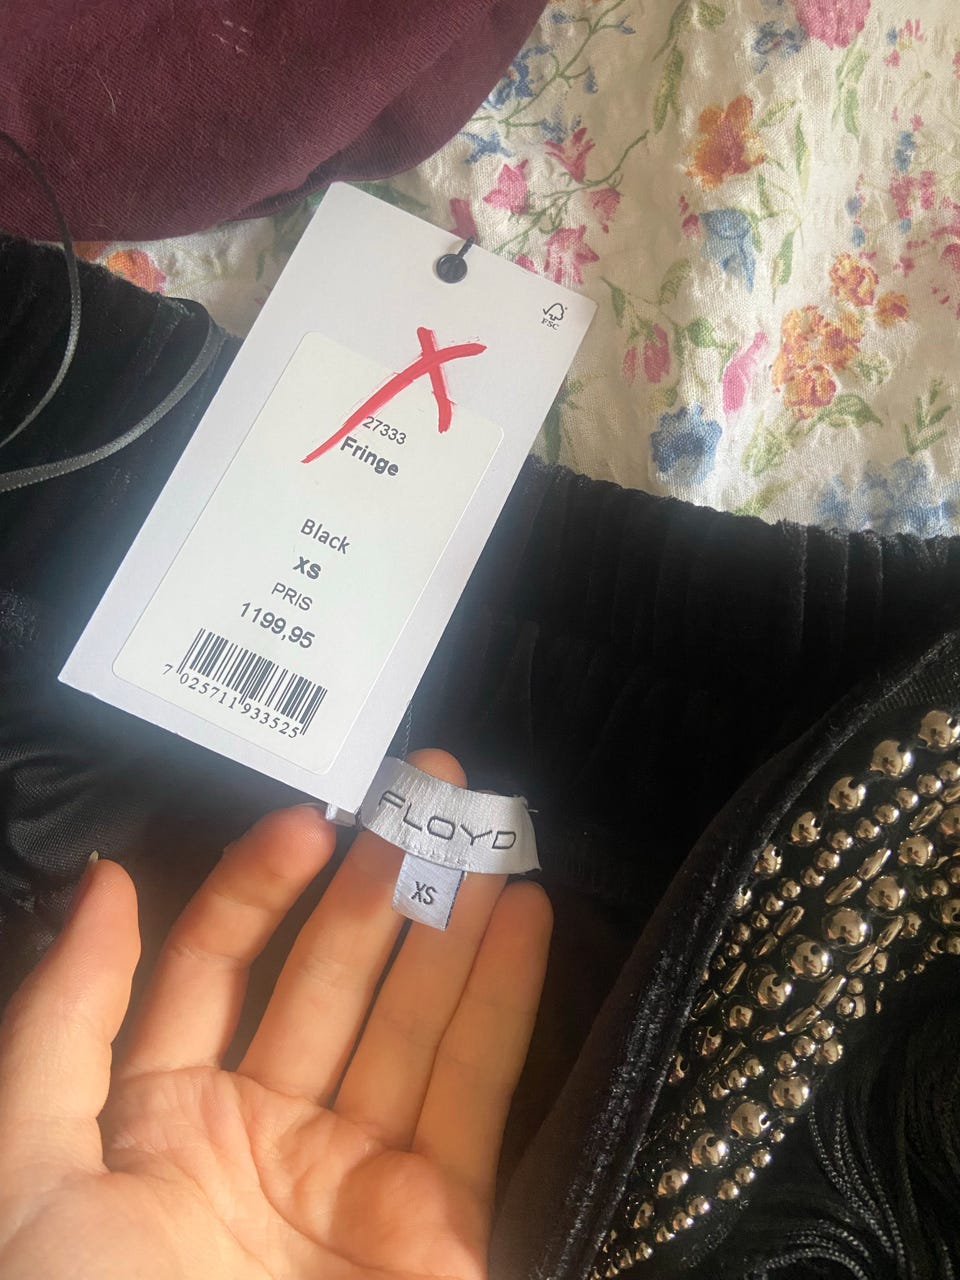 FSC
27333
Fringe
Black
XS
PRIS
1199,95
7 025711 933525
FLOYD
XS